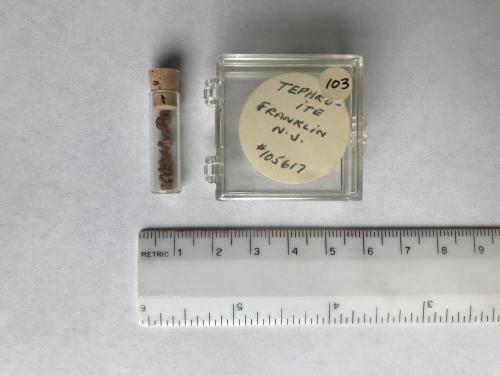 103
TEPHRO-
ITE
FRANKLIN
N.J.
#105617
METRIC 1 2 3 4 5 6 7 8 9
6 5 4 3